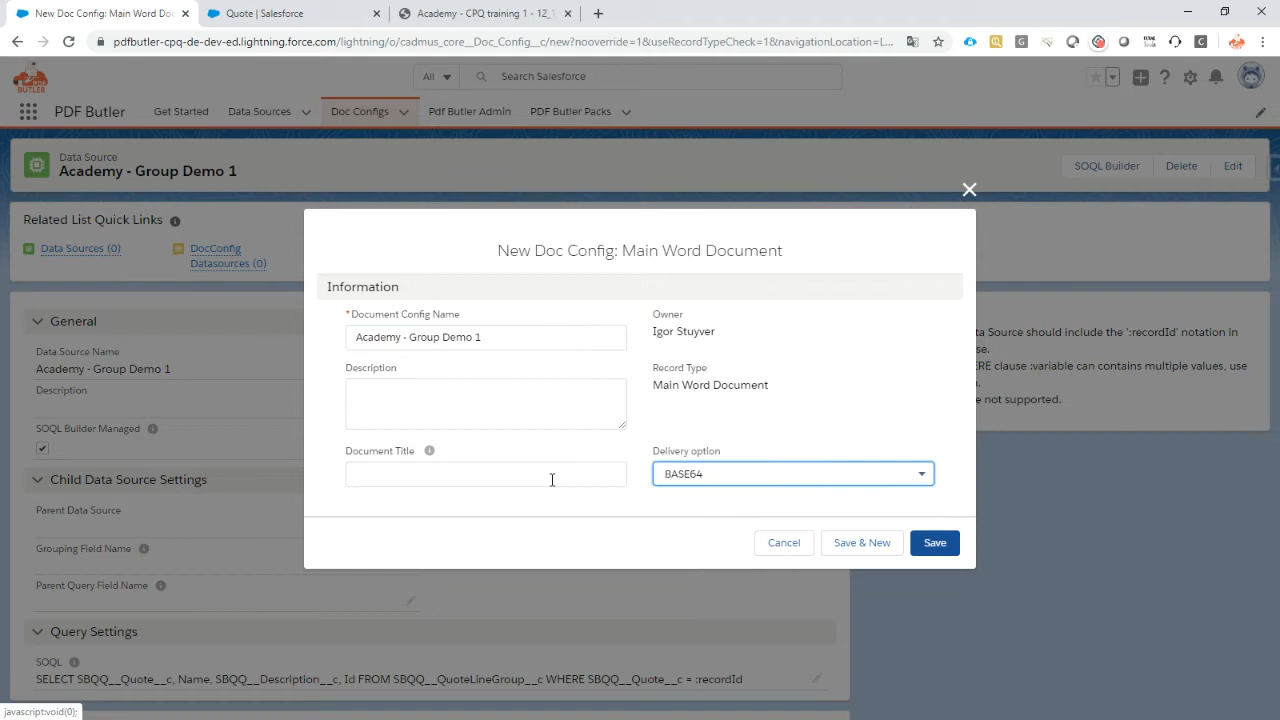 New Main Word Doc: Main Word Doc
Quote | Salesforce
Academy - CPQ training 1 - 12_1
pdfbutler-cpq-de-dev-ed.lightning.force.com/lightning/o/cadmus_core__Doc_Config__c/new?nooverride=1&useRecordTypeCheck=1&navigationLocation=L...
BUTLER
All
Search Salesforce
PDF Butler
Get Started
Data Sources
Doc Configs
Pdf Butler Admin
PDF Butler Packs
Data Source
Academy - Group Demo 1
SOQL Builder
Delete
Edit
Related List Quick Links
Data Sources (0)
DocConfig
Datasources (0)
New Doc Config: Main Word Document
Information
*Document Config Name
Academy - Group Demo 1
Owner
Igor Stuyver
Description
Record Type
Main Word Document
Document Title
Delivery option
BASE64
Cancel
Save & New
Save
General
Data Source Name
Academy - Group Demo 1
Description
SOQL Builder Managed
Child Data Source Settings
Parent Data Source
Grouping Field Name
Parent Query Field Name
Query Settings
SOQL
SELECT SBQQ__Quote__c, Name, SBQQ__Description__c, Id FROM SBQQ__QuoteLineGroup__c WHERE SBQQ__Quote__c = :recordId
ta Source should include the ':recordId' notation in
se.
ERE clause :variable can contains multiple values, use
n.
e not supported.
javascript:void(0);